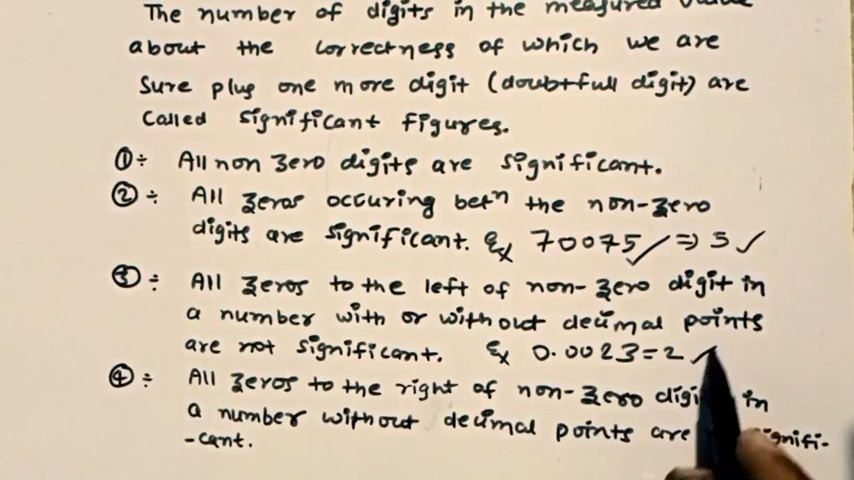 The number of digits in the measured value
about the correctness of which we are
Sure plus one more digit (doubtfull digit) are
called significant figures.
① ÷ All non zero digits are significant.
② ÷ All zeros occuring betⁿ the non-zero
digits are significant. Ex 70075 ✓ => 5 ✓
③ ÷ All zeros to the left of non-zero digit in
a number with or without decimal points
are not significant. Ex 0.0023 = 2 ✓
④ ÷ All zeros to the right of non-zero digi in
a number without decimal points are signifi-
-cant.